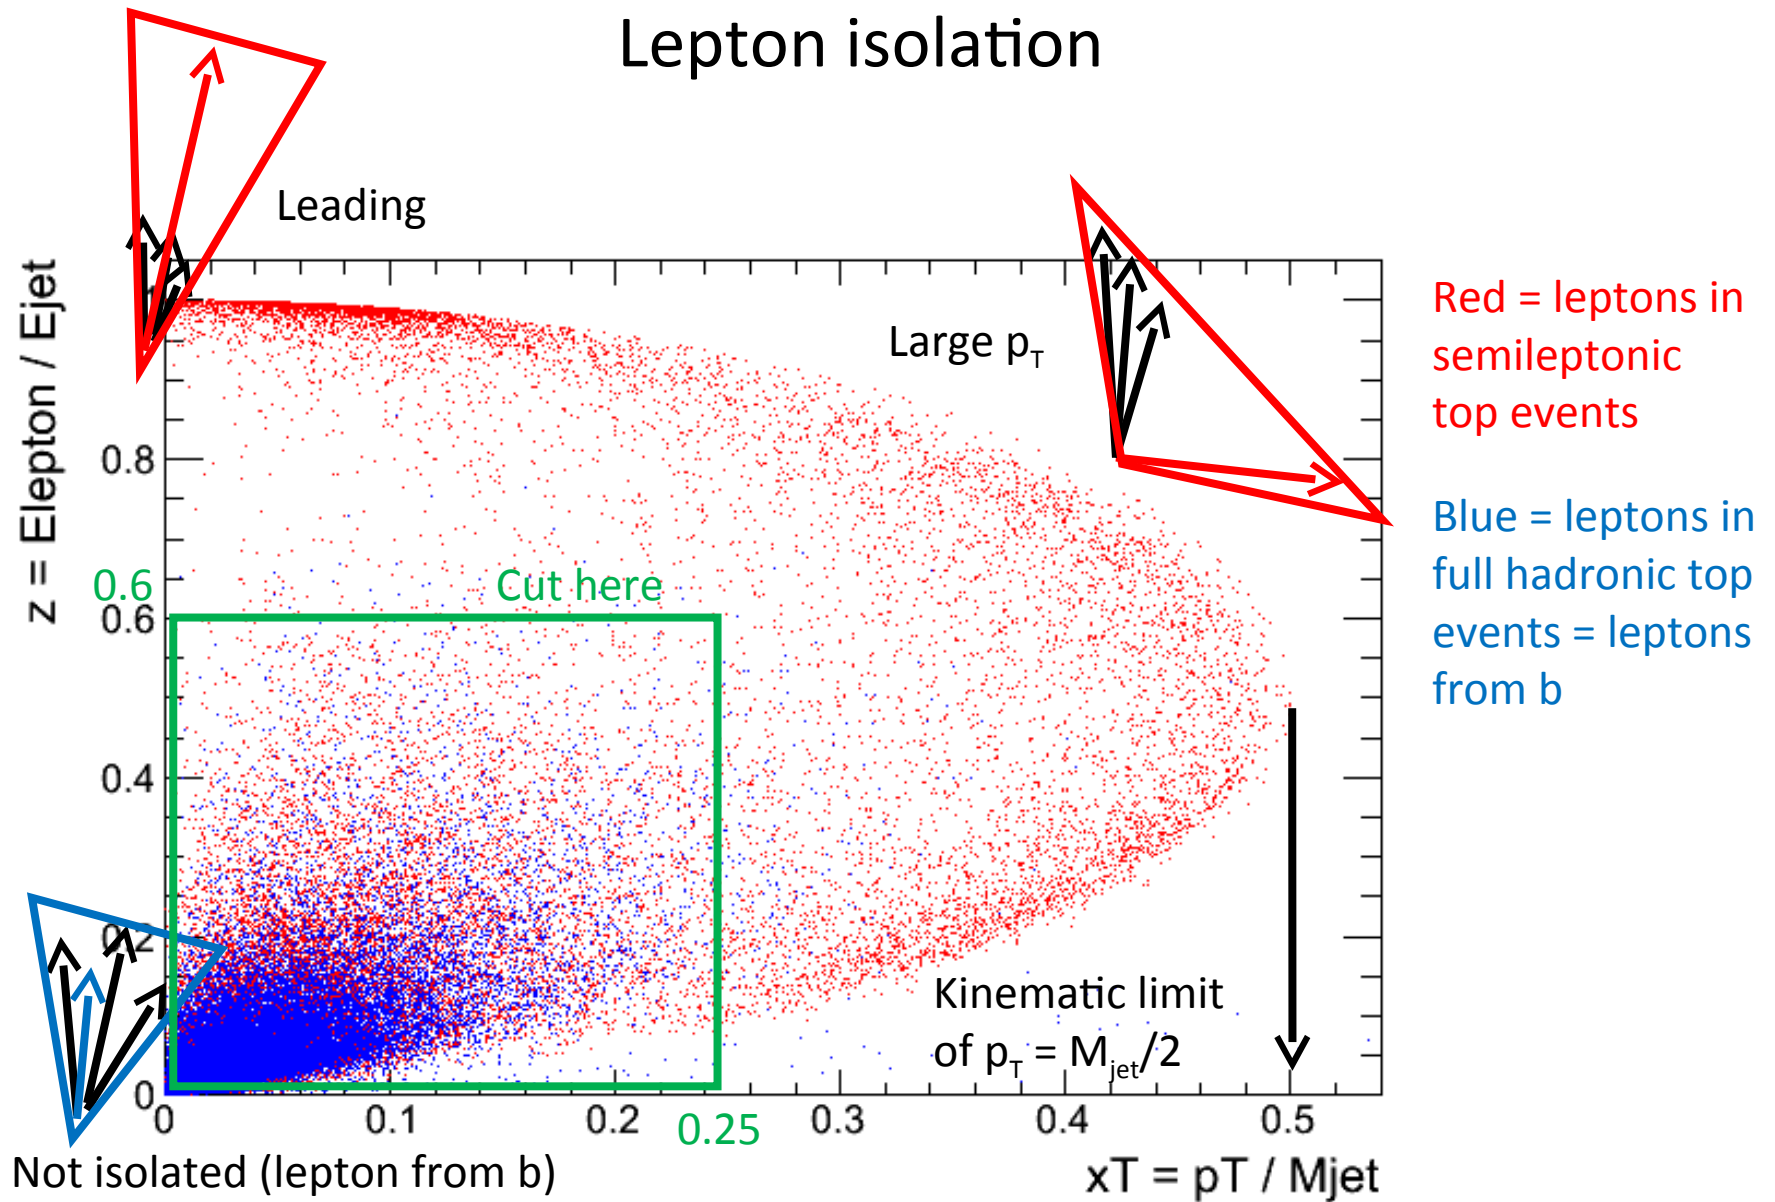 Lepton isolation
Leading
Large pT
Red = leptons in
semileptonic
top events
Blue = leptons in
full hadronic top
events = leptons
from b
z = Elepton / Ejet
1
0.8
0.6
0.6
0.4
0.2
0
Cut here
Kinematic limit
of pT = Mjet/2
0
0.1
0.2
0.25
0.3
0.4
0.5
Not isolated (lepton from b)
xT = pT / Mjet